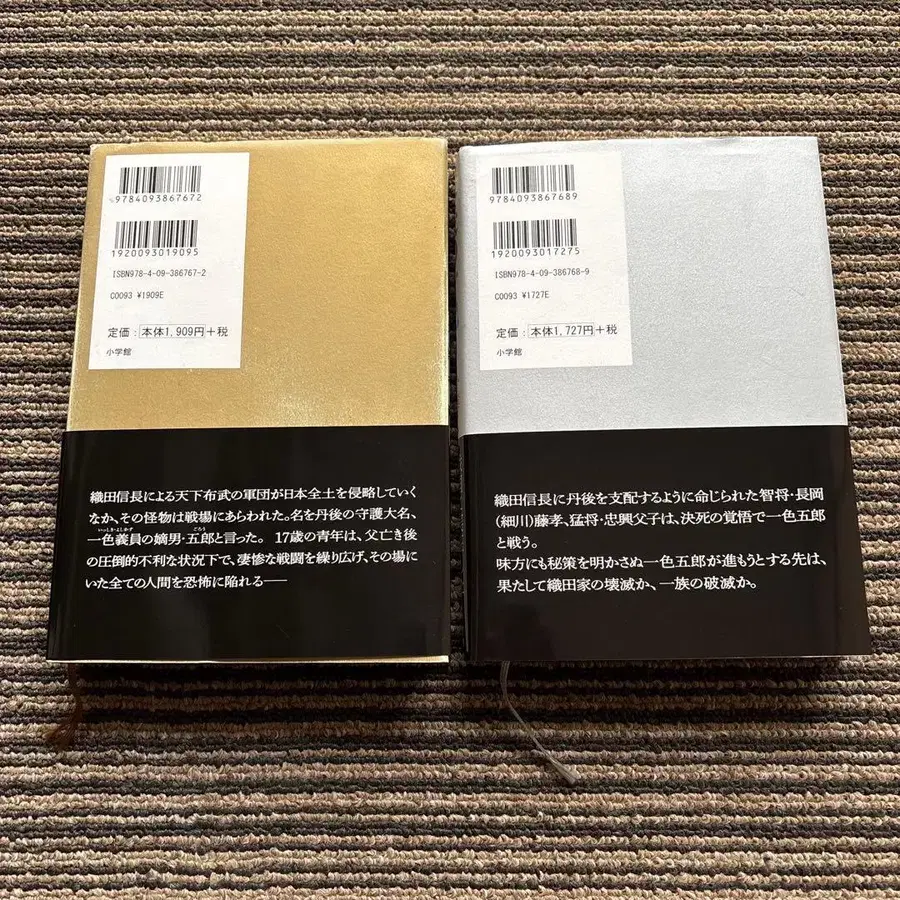 9784093867672
1920093019095
ISBN978-4-09-386767-2
C0093 ¥1909E
定価：本体1,909円+税
小学館
織田信長による天下布武の軍団が日本全土を侵略していく
なか、その怪物は戦場にあらわれた。名を丹後の守護大名、
いっしき・よしかず
ごろう
一色義員の嫡男・五郎と言った。 17歳の青年は、父亡き後
の圧倒的不利な状況下で、凄惨な戦闘を繰り広げ、その場に
いた全ての人間を恐怖に陥れる——
9784093867689
1920093017275
ISBN978-4-09-386768-9
C0093 ¥1727E
定価：本体1,727円+税
小学館
織田信長に丹後を支配するように命じられた智将・長岡
(細川)藤孝、猛将・忠興父子は、決死の覚悟で一色五郎
と戦う。
味方にも秘策を明かさぬ一色五郎が進もうとする先は、
果たして織田家の壊滅か、一族の破滅か。